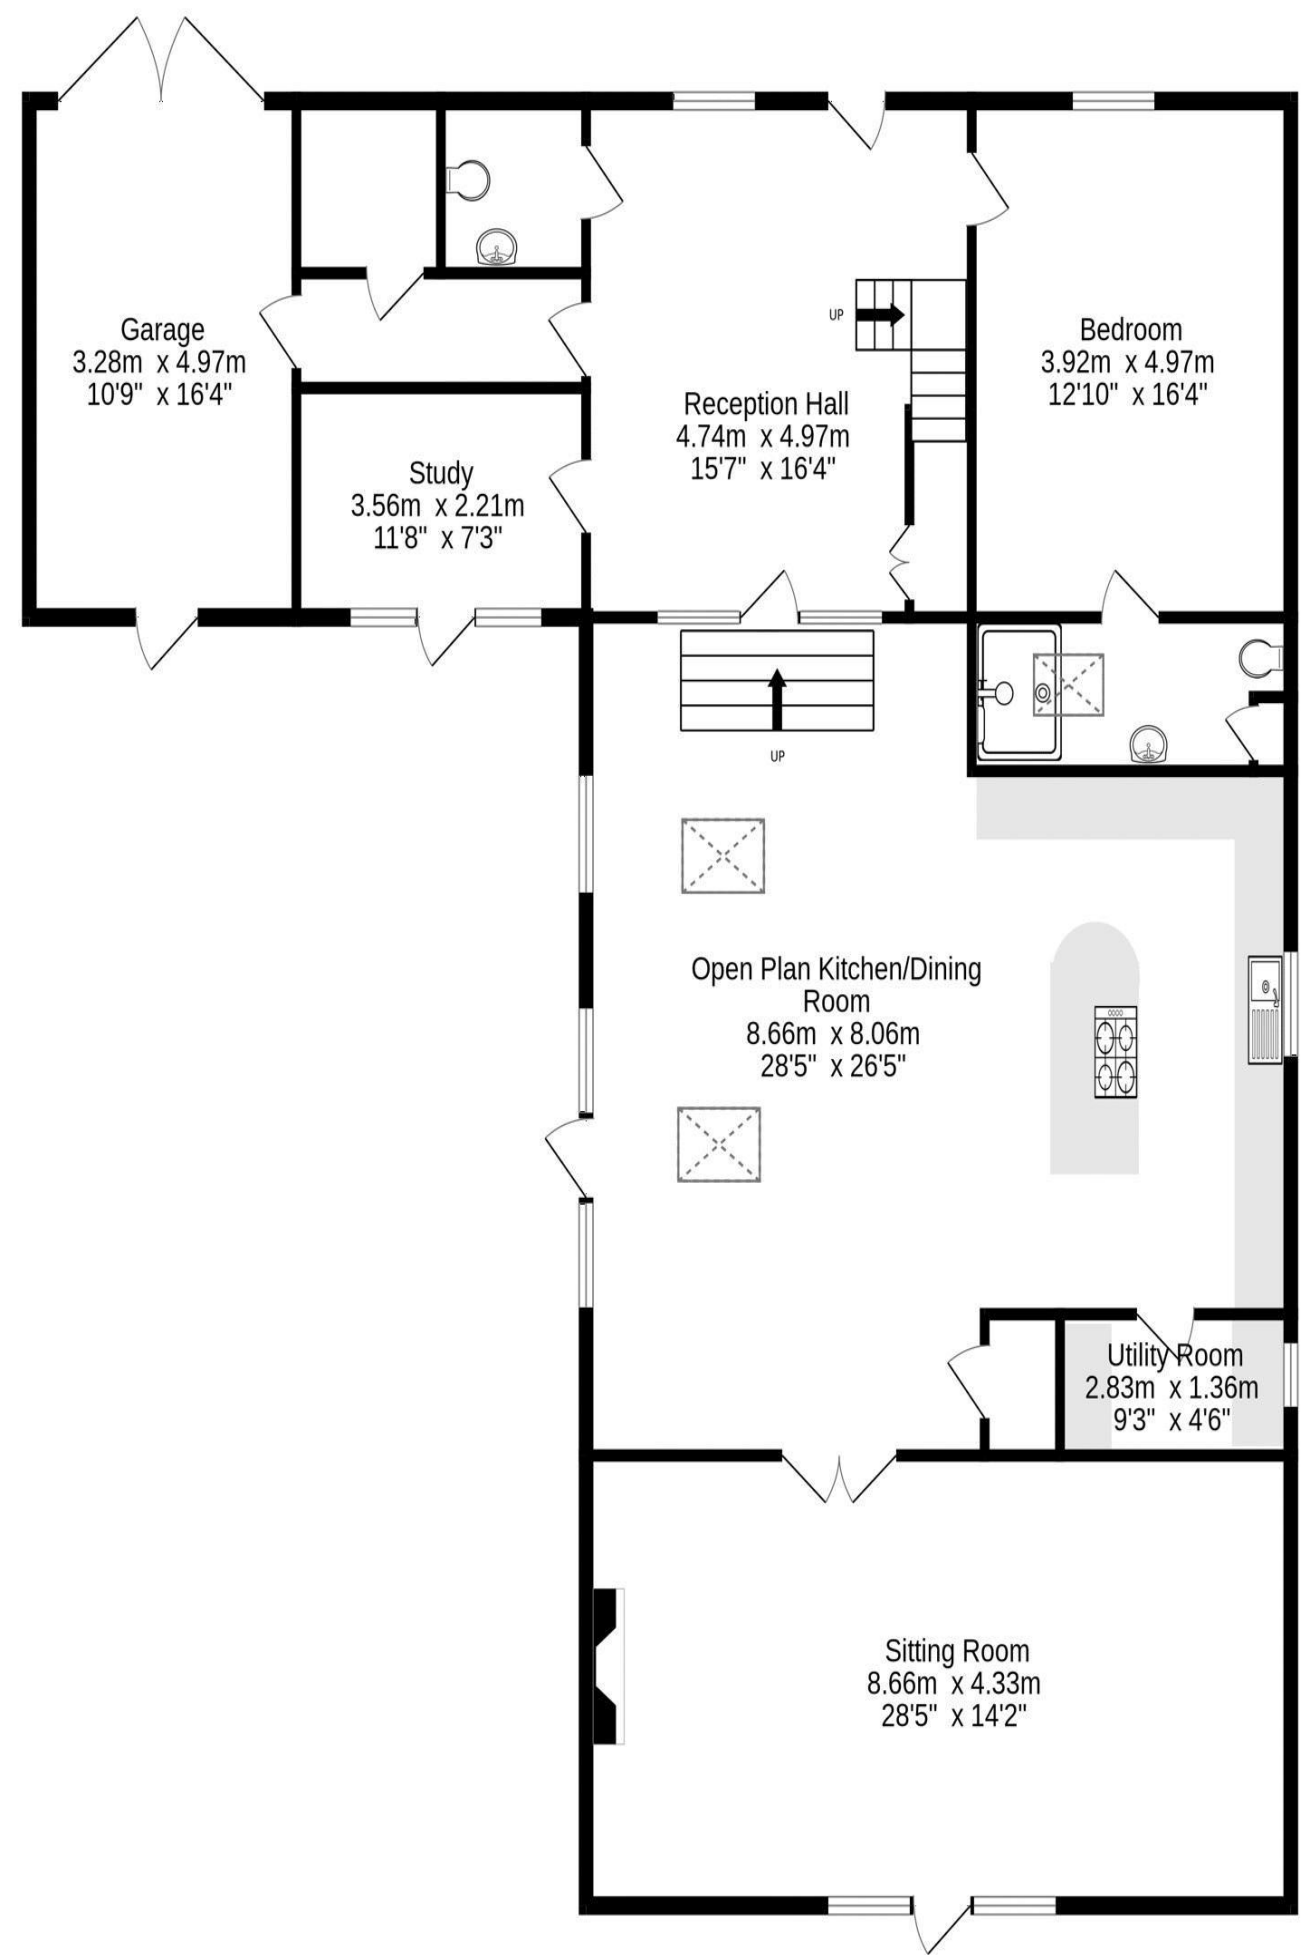 UP
Garage
3.28m x 4.97m
10'9" x 16'4"
Bedroom
3.92m x 4.97m
12'10" x 16'4"
Reception Hall
4.74m x 4.97m
15'7" x 16'4"
Study
3.56m x 2.21m
11'8" x 7'3"
UP
Open Plan Kitchen/Dining
Room
8.66m x 8.06m
28'5" x 26'5"
Utility Room
2.83m x 1.36m
9'3" x 4'6"
Sitting Room
8.66m x 4.33m
28'5" x 14'2"